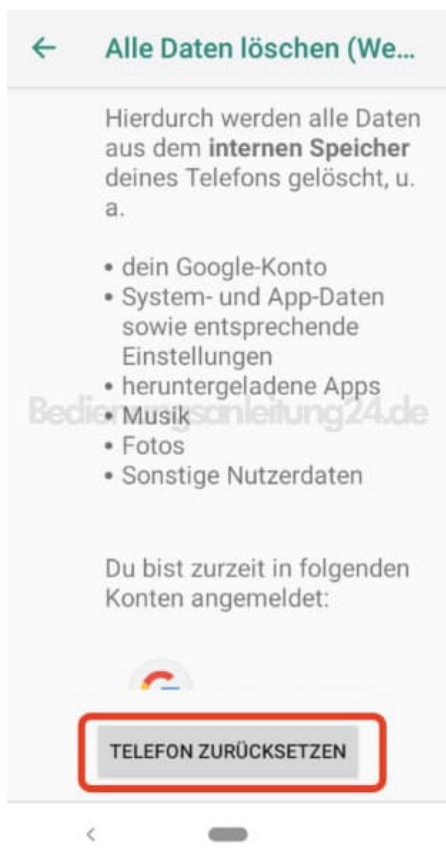 Alle Daten löschen (We...
Hierdurch werden alle Daten
aus dem internen Speicher
deines Telefons gelöscht, u.
a.
• dein Google-Konto
• System- und App-Daten
sowie entsprechende
Einstellungen
• heruntergeladene Apps
Bedienungsanleitung24.de
• Musik
• Fotos
• Sonstige Nutzerdaten
Du bist zurzeit in folgenden
Konten angemeldet:
TELEFON ZURÜCKSETZEN